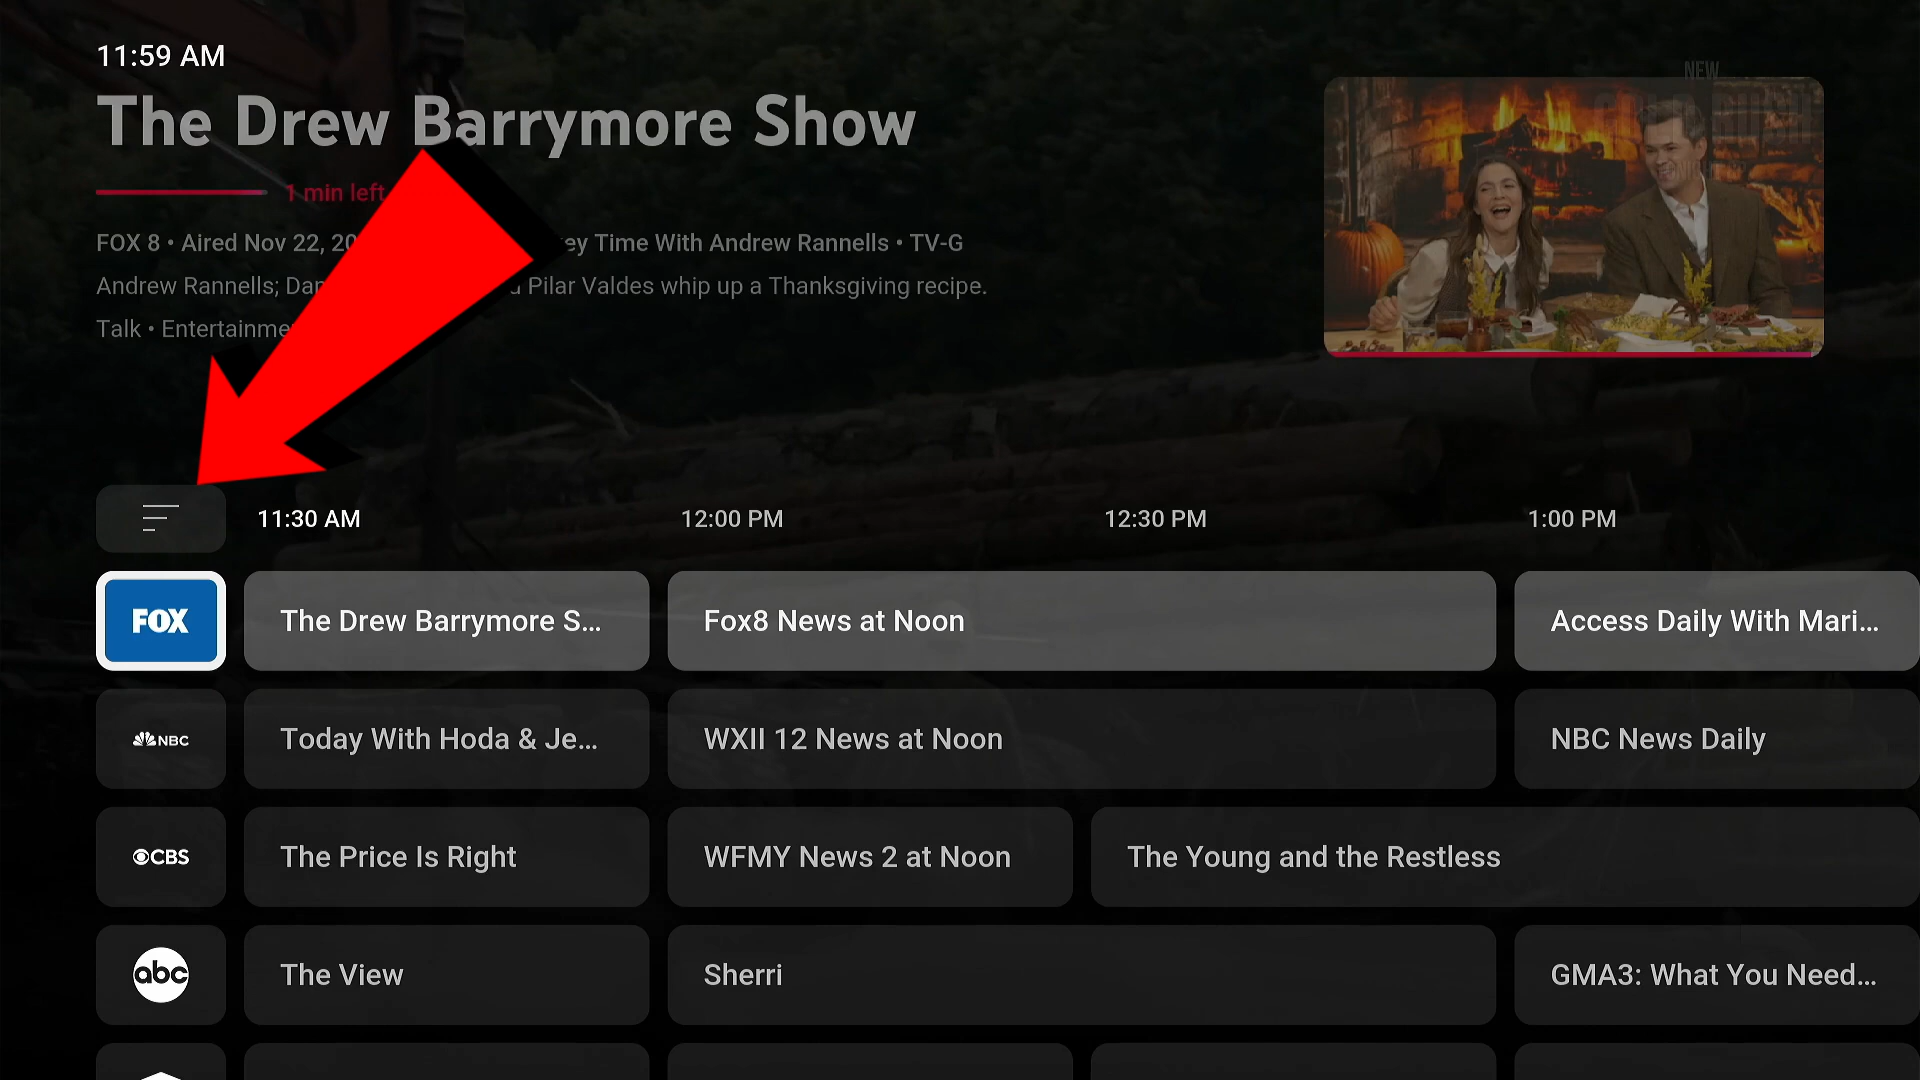 11:59 AM
NEW
The Drew Barrymore Show
1 min left
FOX 8 • Aired Nov 22, 20 ey Time With Andrew Rannells • TV-G
Andrew Rannells; Dan Pilar Valdes whip up a Thanksgiving recipe.
Talk • Entertainme
11:30 AM 12:00 PM 12:30 PM 1:00 PM
FOX The Drew Barrymore S... Fox8 News at Noon Access Daily With Mari...
NBC Today With Hoda & Je... WXII 12 News at Noon NBC News Daily
CBS The Price Is Right WFMY News 2 at Noon The Young and the Restless
abc The View Sherri GMA3: What You Need...